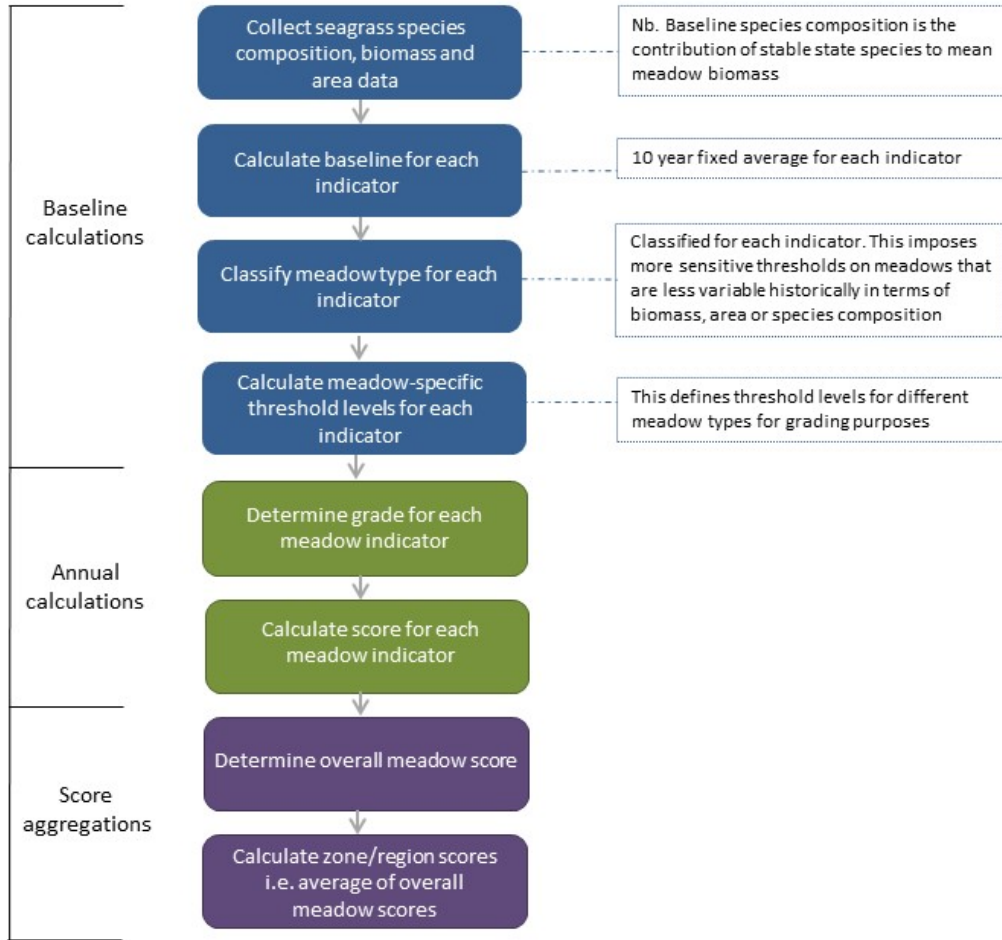 Collect seagrass species
composition, biomass and
area data
Nb. Baseline species composition is the
contribution of stable state species to mean
meadow biomass
Calculate baseline for each
indicator
10 year fixed average for each indicator
Baseline
calculations
Classify meadow type for each
indicator
Classified for each indicator. This imposes
more sensitive thresholds on meadows that
are less variable historically in terms of
biomass, area or species composition
Calculate meadow-specific
threshold levels for each
indicator
This defines threshold levels for different
meadow types for grading purposes
Annual
calculations
Determine grade for each
meadow indicator
Calculate score for each
meadow indicator
Score
aggregations
Determine overall meadow score
Calculate zone/region scores
i.e. average of overall
meadow scores